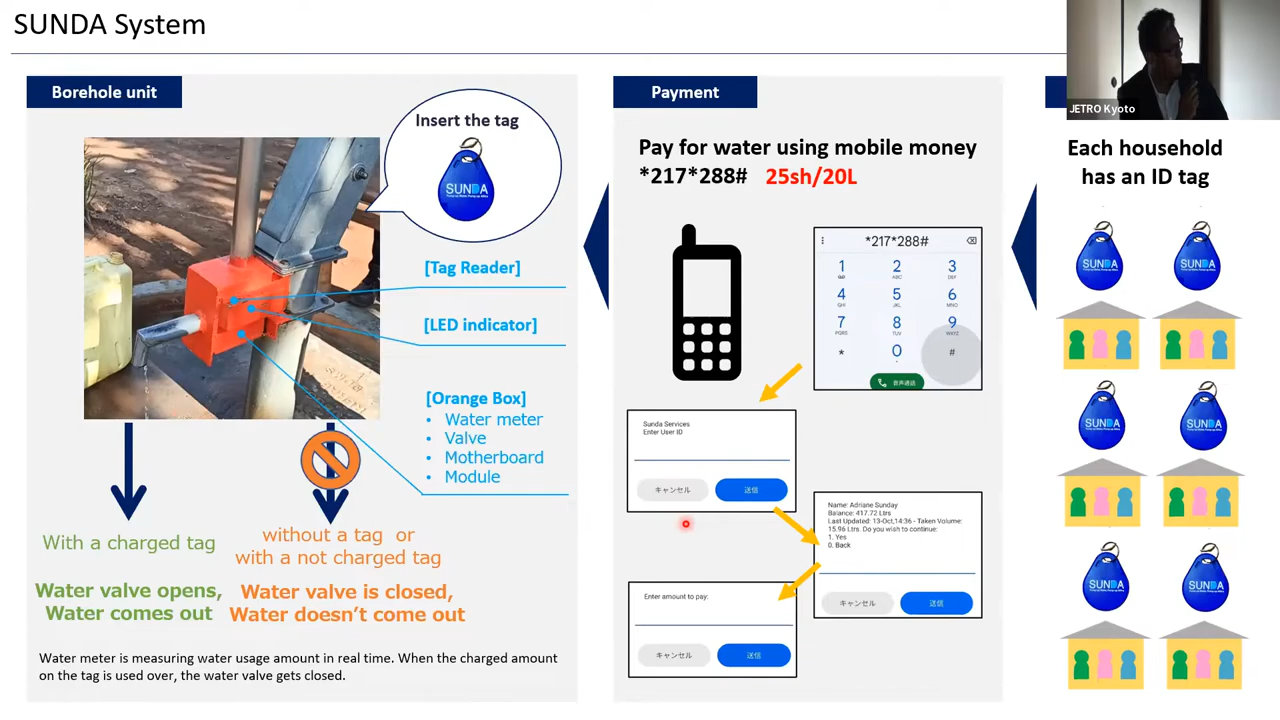 SUNDA System
Borehole unit
Insert the tag
SUNDA
[Tag Reader]
[LED indicator]
[Orange Box]
• Water meter
• Valve
• Motherboard
• Module
With a charged tag
Water valve opens,
Water comes out
without a tag or
with a not charged tag
Water valve is closed,
Water doesn't come out
Water meter is measuring water usage amount in real time. When the charged amount
on the tag is used over, the water valve gets closed.
Payment
Pay for water using mobile money
*217*288# 25sh/20L
*217*288#
1 2 3
ABC DEF
4 5 6
GHI JKL MNO
7 8 9
PQRS TUV WXYZ
* 0 #
音声通話
Sunda Services
Enter User ID
キャンセル 送信
Name: Adriane Sunday
Balance: 417.72 Ltrs
Last Updated: 13-Oct,14:36 - Taken Volume:
15.96 Ltrs. Do you wish to continue:
1. Yes
0. Back
キャンセル 送信
Enter amount to pay:
キャンセル 送信
JETRO Kyoto
Each household
has an ID tag
SUNDA SUNDA
SUNDA SUNDA
SUNDA SUNDA